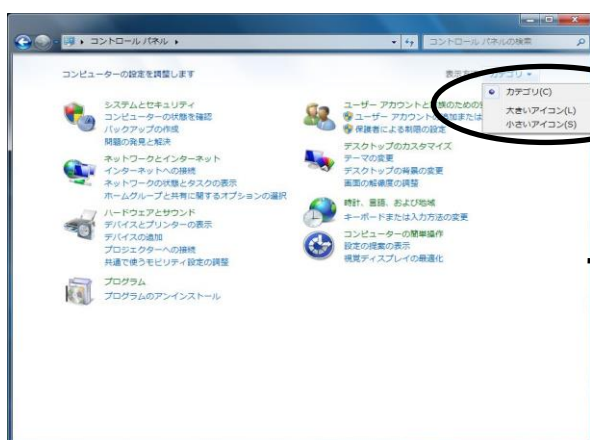 コントロール パネル
コントロール パネルの検索
コンピューターの設定を調整します
カテゴリ
カテゴリ(C)
大きいアイコン(L)
小さいアイコン(S)
システムとセキュリティ
コンピューターの状態を確認
バックアップの作成
問題の発見と解決
ネットワークとインターネット
インターネットへの接続
ネットワークの状態とタスクの表示
ホームグループと共有に関するオプションの選択
ハードウェアとサウンド
デバイスとプリンターの表示
デバイスの追加
プロジェクターへの接続
共通で使うモビリティ設定の調整
プログラム
プログラムのアンインストール
ユーザー アカウントと
ユーザー アカウントの追加または
保護者による制限の設定
デスクトップのカスタマイズ
テーマの変更
デスクトップの背景の変更
画面の解像度の調整
時計、言語、および地域
キーボードまたは入力方法の変更
コンピューターの簡単操作
設定の提案の表示
視覚ディスプレイの最適化